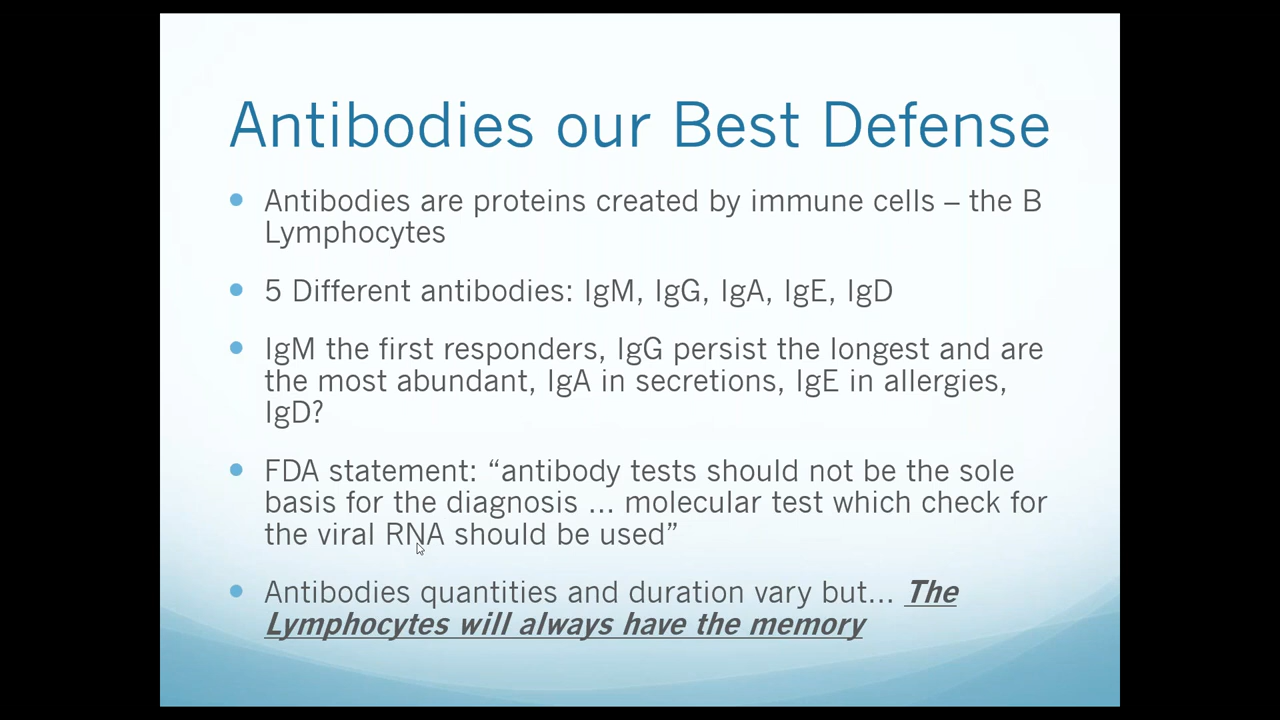 Antibodies our Best Defense
• Antibodies are proteins created by immune cells – the B
Lymphocytes
• 5 Different antibodies: IgM, IgG, IgA, IgE, IgD
• IgM the first responders, IgG persist the longest and are
the most abundant, IgA in secretions, IgE in allergies,
IgD?
• FDA statement: “antibody tests should not be the sole
basis for the diagnosis ... molecular test which check for
the viral RNA should be used”
• Antibodies quantities and duration vary but... The
Lymphocytes will always have the memory